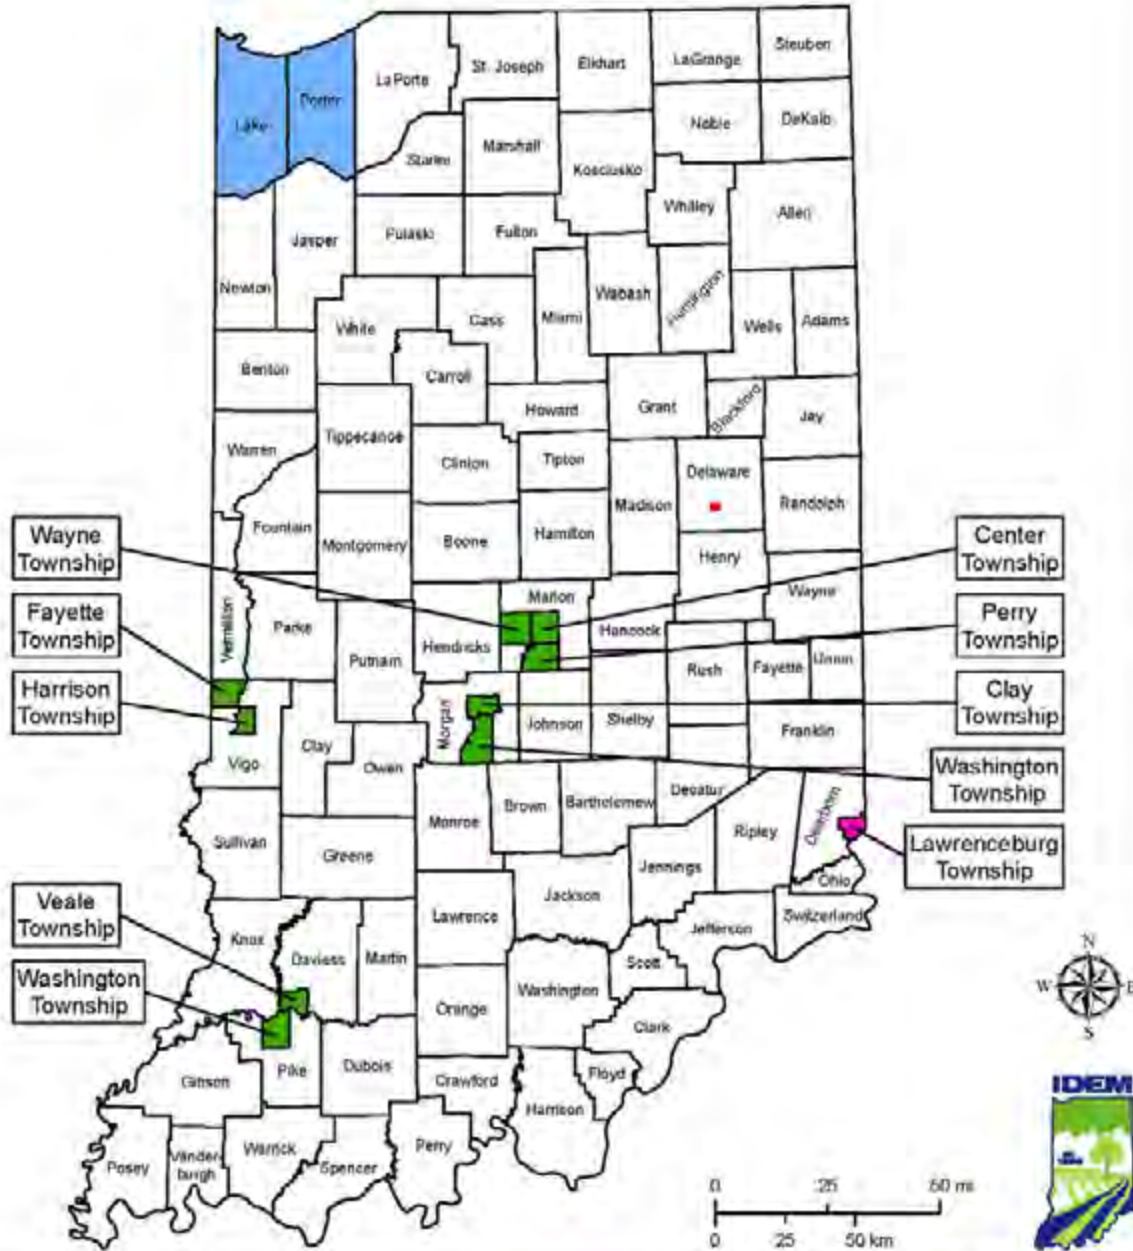 Steuben
LaGrange
Elkhart
St. Joseph
LaPorte
Porter
Lake
Noble
DeKalb
Marshall
Starke
Kosciusko
Whitley
Allen
Pulaski
Fulton
Jasper
Newton
Wabash
Huntington
Miami
Cass
White
Wells
Adams
Benton
Carroll
Howard
Grant
Blackford
Jay
Warren
Tippecanoe
Clinton
Tipton
Delaware
Madison
Randolph
Fountain
Montgomery
Boone
Hamilton
Henry
Wayne
Township
Center
Township
Marion
Wayne
Vermillion
Parke
Putnam
Hendricks
Hancock
Fayette
Township
Perry
Township
Rush
Fayette
Union
Harrison
Township
Clay
Township
Morgan
Johnson
Shelby
Franklin
Vigo
Clay
Owen
Washington
Township
Decatur
Dearborn
Brown
Bartholomew
Monroe
Ripley
Sullivan
Greene
Lawrenceburg
Township
Jennings
Ohio
Jackson
Veale
Township
Lawrence
Switzerland
Jefferson
Knox
Daviess
Martin
Scott
Washington
Township
Washington
Orange
Clark
N
W
E
S
Pike
Dubois
Gibson
Crawford
Floyd
Harrison
IDEM
Perry
Warrick
Vander-
burgh
Posey
Spencer
0 25 50 mi
0 25 50 km